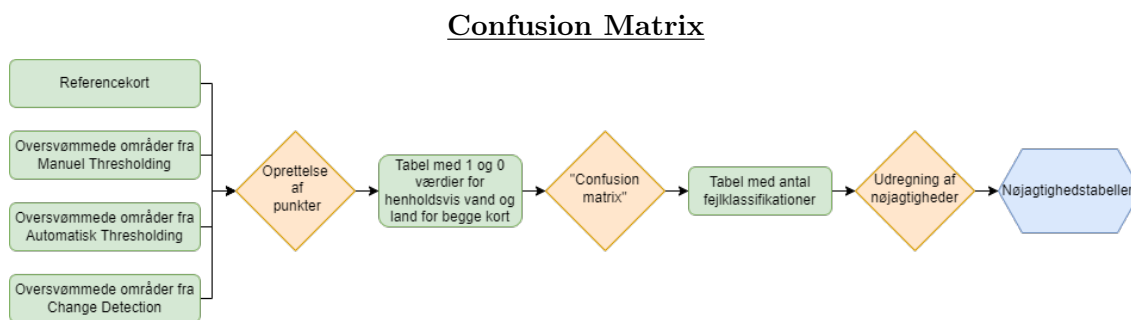 Confusion Matrix
Referencekort
Oversvømmede områder fra
Manuel Thresholding
Oversvømmede områder fra
Automatisk Thresholding
Oversvømmede områder fra
Change Detection
Oprettelse
af
punkter
Tabel med 1 og 0
værdier for
henholdsvis vand og
land for begge kort
"Confusion
matrix"
Tabel med antal
fejlklassifikationer
Udregning af
nøjagtigheder
Nøjagtighedstabeller